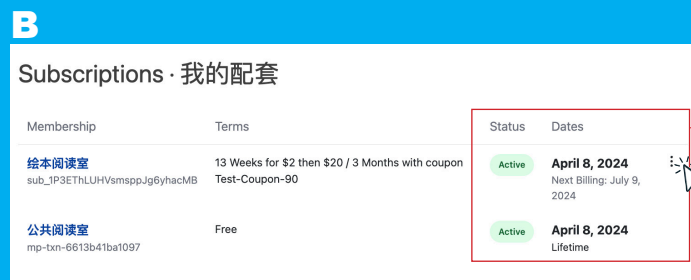 B
Subscriptions · 我的配套
Membership Terms Status Dates
绘本阅读室 13 Weeks for $2 then $20 / 3 Months with coupon Active April 8, 2024
sub_1P3EThLUHVsmsppJg6yhacMB Test-Coupon-90 Next Billing: July 9,
2024
公共阅读室 Free Active April 8, 2024
mp-txn-6613b41ba1097 Lifetime